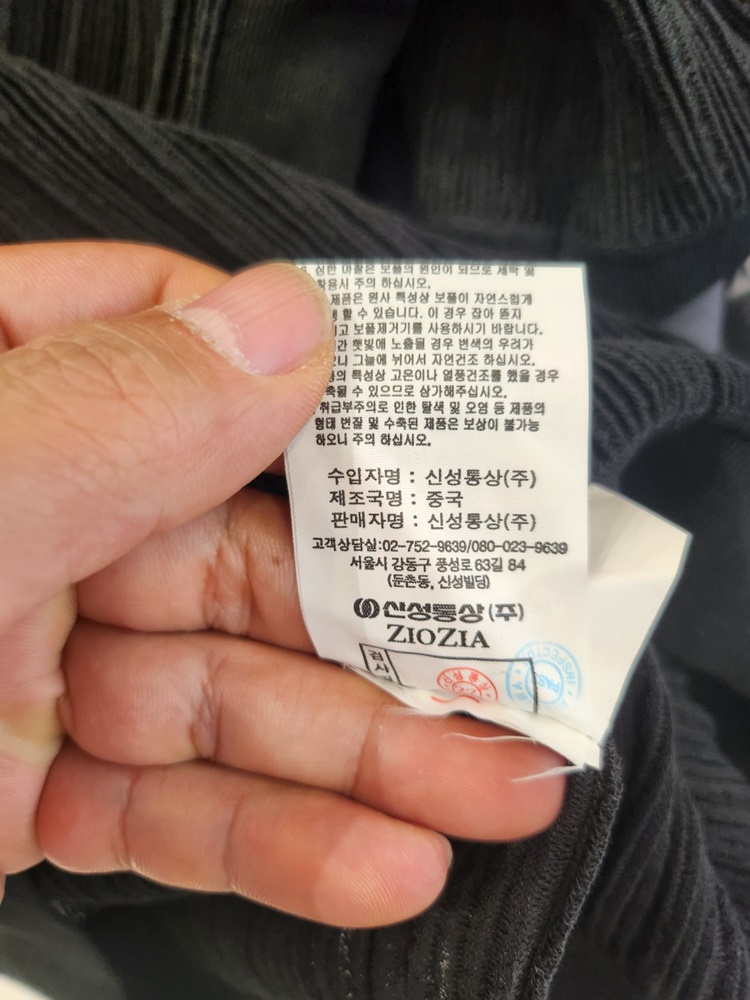 심한 마찰은 보풀의 원인이 되므로 세탁 및
착용시 주의 하십시오.
제품은 원사 특성상 보풀이 자연스럽게
할 수 있습니다. 이 경우 잡아 뜯지
고 보풀제거기를 사용하시기 바랍니다.
간 햇빛에 노출될 경우 변색의 우려가
니 그늘에 뉘어서 자연건조 하십시오.
의 특성상 고온이나 열풍건조를 했을 경우
축될 수 있으므로 삼가해주십시오.
취급부주의로 인한 탈색 및 오염 등 제품의
형태 변질 및 수축된 제품은 보상이 불가능
하오니 주의 하십시오.
수입자명 : 신성통상(주)
제조국명 : 중국
판매자명 : 신성통상(주)
고객상담실:02-752-9639/080-023-9639
서울시 강동구 풍성로 63길 84
(둔촌동, 신성빌딩)
신성통상(주)
ZIOZIA
검사